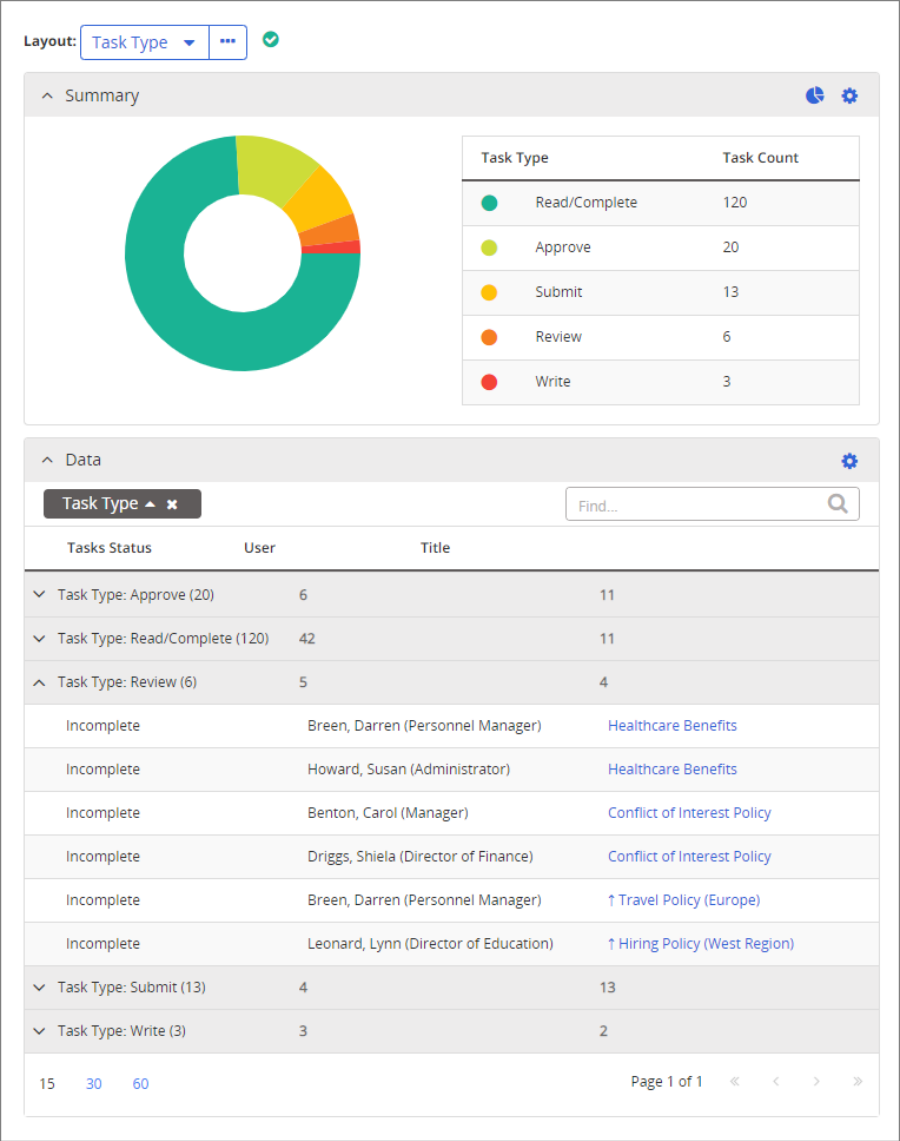 Layout: Task Type
Summary
Task Type Task Count
Read/Complete 120
Approve 20
Submit 13
Review 6
Write 3
Data
Task Type
Find...
Tasks Status User Title
Task Type: Approve (20) 6 11
Task Type: Read/Complete (120) 42 11
Task Type: Review (6) 5 4
Incomplete Breen, Darren (Personnel Manager) Healthcare Benefits
Incomplete Howard, Susan (Administrator) Healthcare Benefits
Incomplete Benton, Carol (Manager) Conflict of Interest Policy
Incomplete Driggs, Shiela (Director of Finance) Conflict of Interest Policy
Incomplete Breen, Darren (Personnel Manager) ↑ Travel Policy (Europe)
Incomplete Leonard, Lynn (Director of Education) ↑ Hiring Policy (West Region)
Task Type: Submit (13) 4 13
Task Type: Write (3) 3 2
15 30 60 Page 1 of 1 « ‹ › »